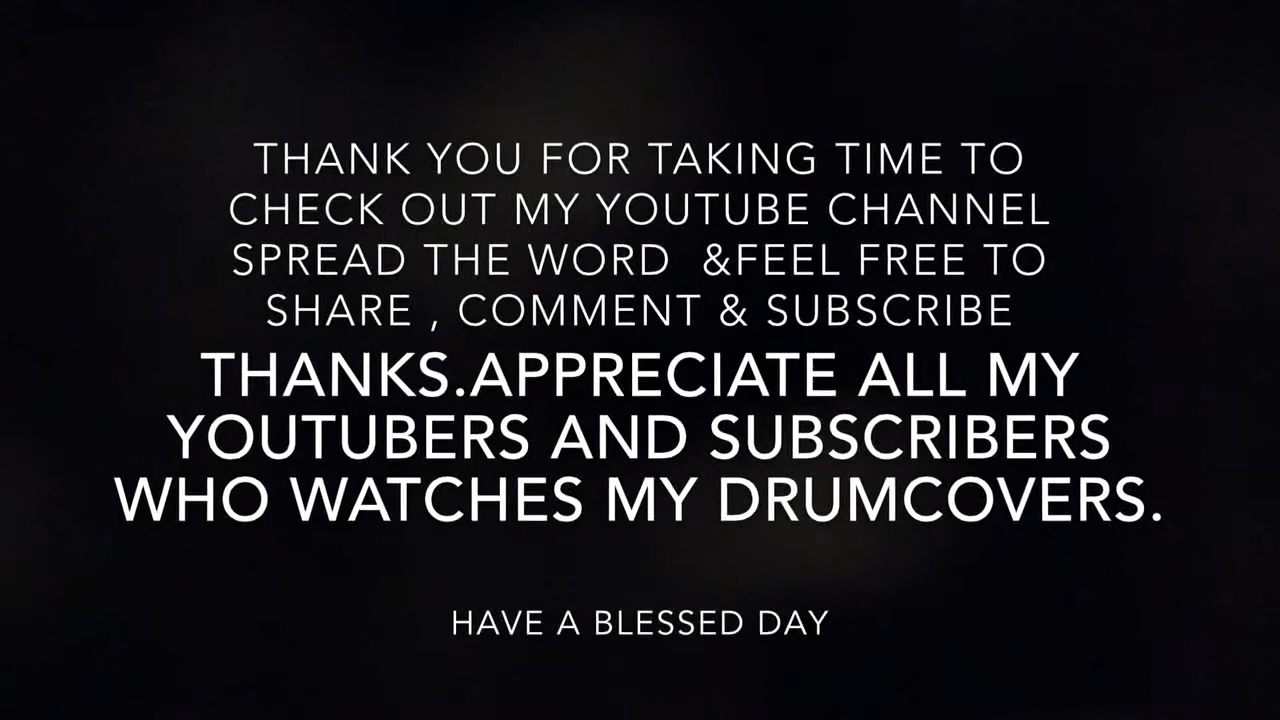 THANK YOU FOR TAKING TIME TO
CHECK OUT MY YOUTUBE CHANNEL
SPREAD THE WORD  &FEEL FREE TO
SHARE , COMMENT & SUBSCRIBE
THANKS.APPRECIATE ALL MY
YOUTUBERS AND SUBSCRIBERS
WHO WATCHES MY DRUMCOVERS.
HAVE A BLESSED DAY